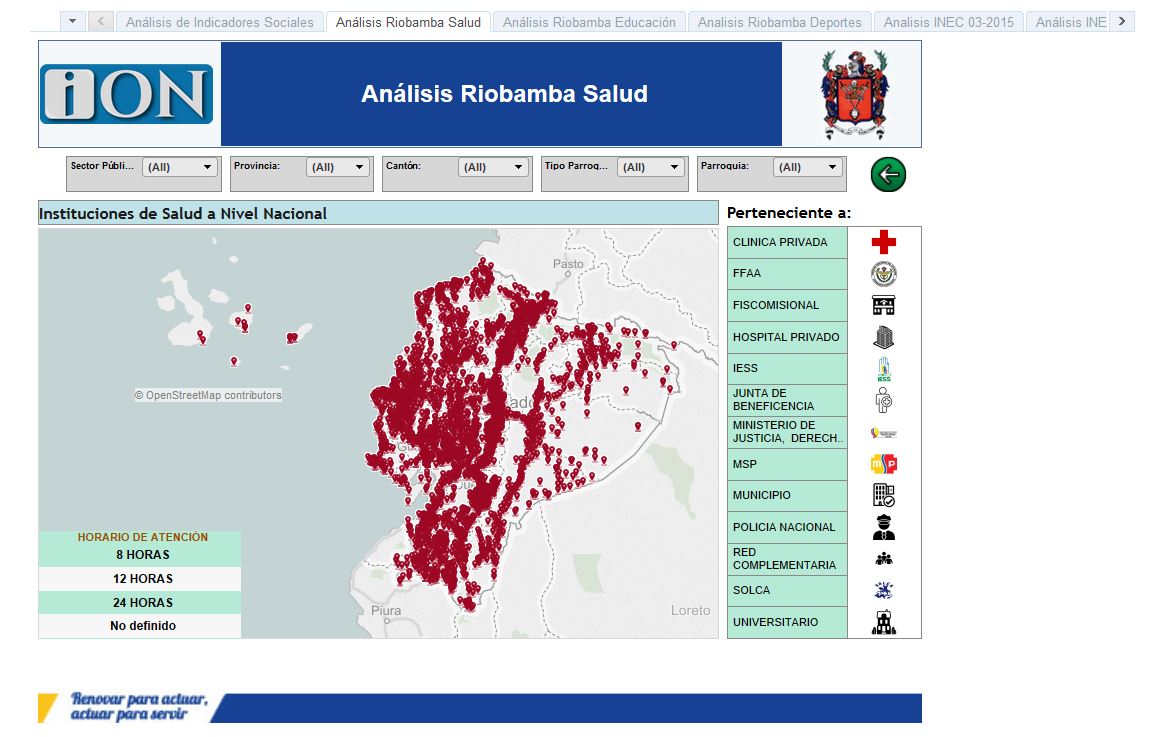 Análisis de Indicadores Sociales
Análisis Riobamba Salud
Análisis Riobamba Educación
Analisis Riobamba Deportes
Analisis INEC 03-2015
Análisis INE
iON
Análisis Riobamba Salud
Sector Públi... (All)
Provincia: (All)
Cantón: (All)
Tipo Parroq... (All)
Parroquia: (All)
Instituciones de Salud a Nivel Nacional
Perteneciente a:
CLINICA PRIVADA
FFAA
FISCOMISIONAL
HOSPITAL PRIVADO
IESS
IESS
JUNTA DE
BENEFICENCIA
MINISTERIO DE
JUSTICIA, DERECH..
MSP
msp
MUNICIPIO
POLICIA NACIONAL
RED
COMPLEMENTARIA
SOLCA
UNIVERSITARIO
Pasto
© OpenStreetMap contributors
HORARIO DE ATENCIÓN
8 HORAS
12 HORAS
24 HORAS
No definido
Piura
Loreto
Renovar para actuar,
actuar para servir